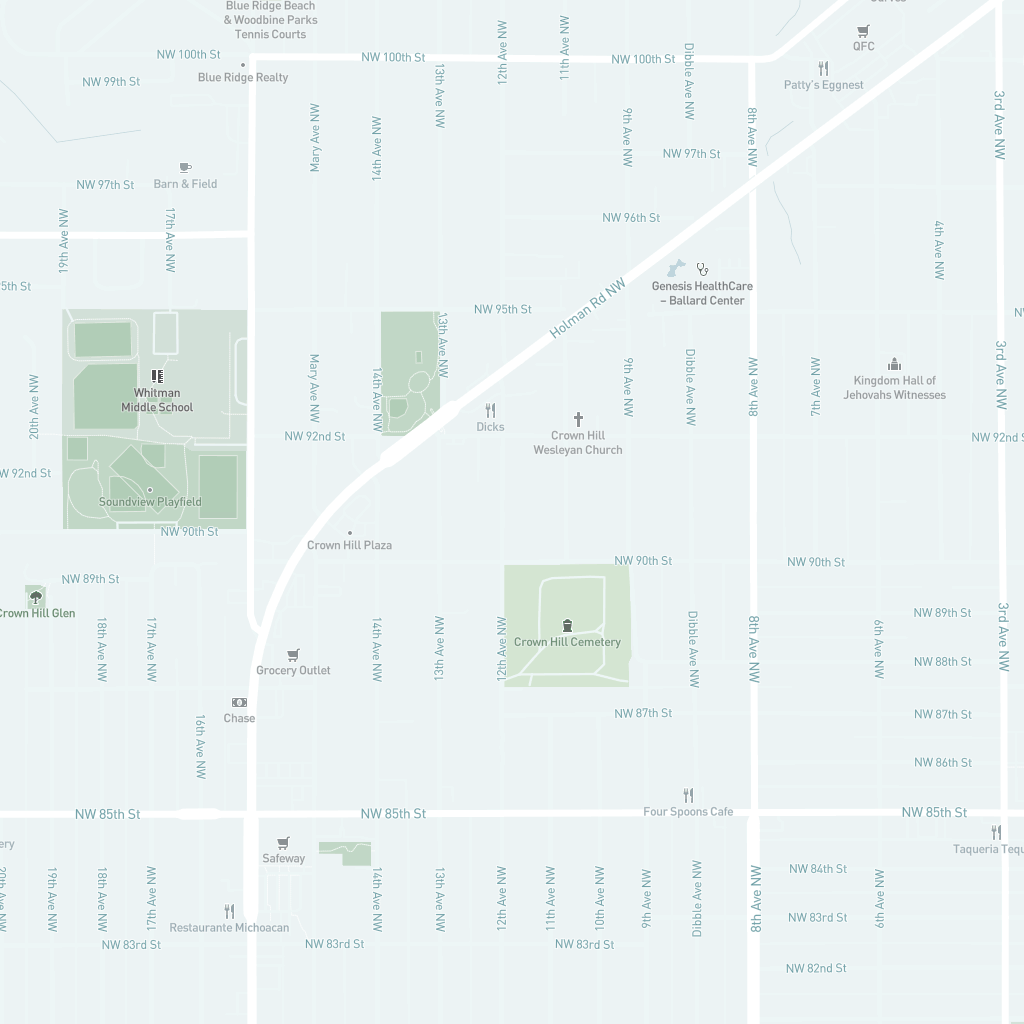 Blue Ridge Beach
& Woodbine Parks
Tennis Courts
QFC
NW 100th St
NW 100th St
NW 100th St
12th Ave NW
11th Ave NW
Dibble Ave NW
Blue Ridge Realty
NW 99th St
13th Ave NW
Patty's Eggnest
Mary Ave NW
14th Ave NW
9th Ave NW
8th Ave NW
3rd Ave NW
NW 97th St
Barn & Field
NW 97th St
19th Ave NW
17th Ave NW
NW 96th St
4th Ave NW
Genesis HealthCare
– Ballard Center
NW 95th St
Holman Rd NW
13th Ave NW
Whitman
Middle School
20th Ave NW
Mary Ave NW
14th Ave NW
9th Ave NW
Dibble Ave NW
8th Ave NW
7th Ave NW
Kingdom Hall of
Jehovahs Witnesses
3rd Ave NW
Dicks
Crown Hill
Wesleyan Church
NW 92nd St
NW 92nd St
W 92nd St
Soundview Playfield
NW 90th St
Crown Hill Plaza
NW 90th St
NW 90th St
NW 89th St
Crown Hill Glen
18th Ave NW
17th Ave NW
14th Ave NW
13th Ave NW
12th Ave NW
Crown Hill Cemetery
Dibble Ave NW
8th Ave NW
6th Ave NW
NW 89th St
3rd Ave NW
NW 88th St
Grocery Outlet
Chase
16th Ave NW
NW 87th St
NW 87th St
NW 86th St
NW 85th St
NW 85th St
Four Spoons Cafe
NW 85th St
Safeway
Taqueria Tequ
ery
20th Ave NW
19th Ave NW
18th Ave NW
17th Ave NW
14th Ave NW
13th Ave NW
12th Ave NW
11th Ave NW
10th Ave NW
9th Ave NW
Dibble Ave NW
8th Ave NW
NW 84th St
6th Ave NW
Restaurante Michoacan
NW 83rd St
NW 83rd St
NW 83rd St
NW 83rd St
NW 82nd St